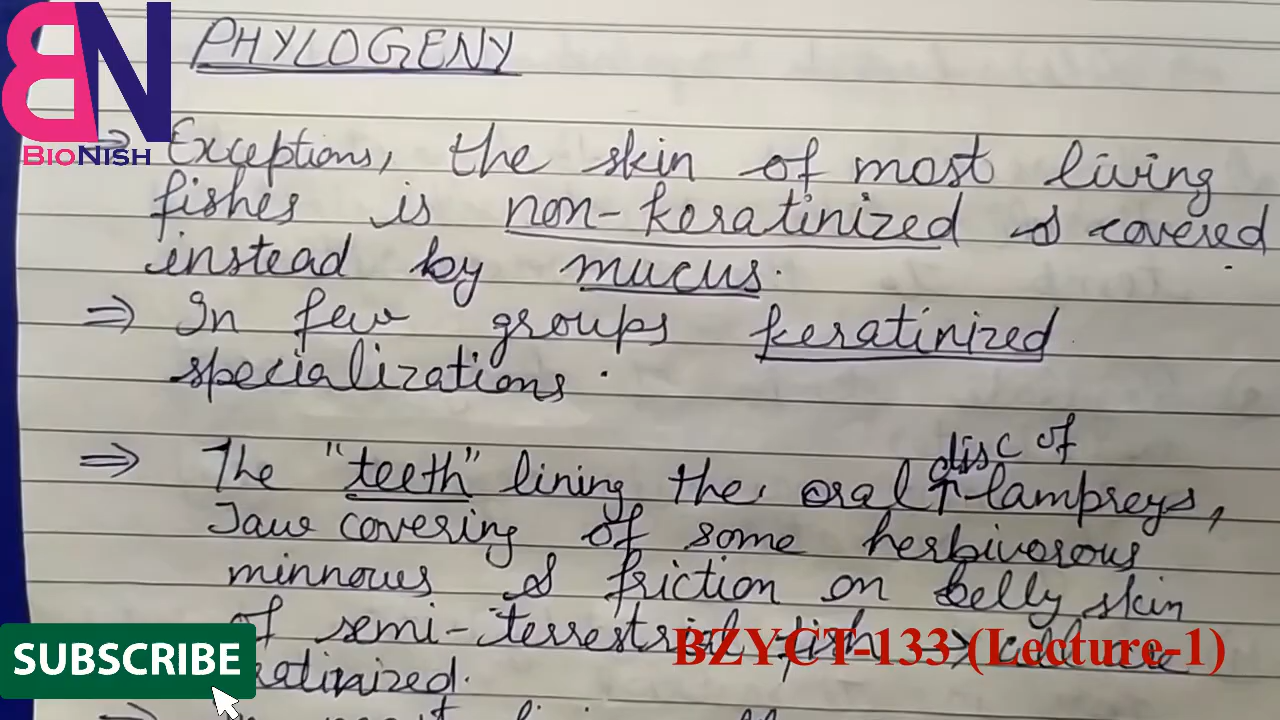 PHYLOGENY
BN
BIONISH
⇒ Exceptions, the skin of most living
fishes is non-keratinized & covered
instead by mucus.
⇒ In few groups keratinized
specializations.
disc of
⇒ The "teeth" lining the oral ↑ lampreys,
Jaw covering of some herbivorous
minnows & friction on belly skin
of semi-terrestrial fish →
BZYCT-133 (Lecture-1)
SUBSCRIBE